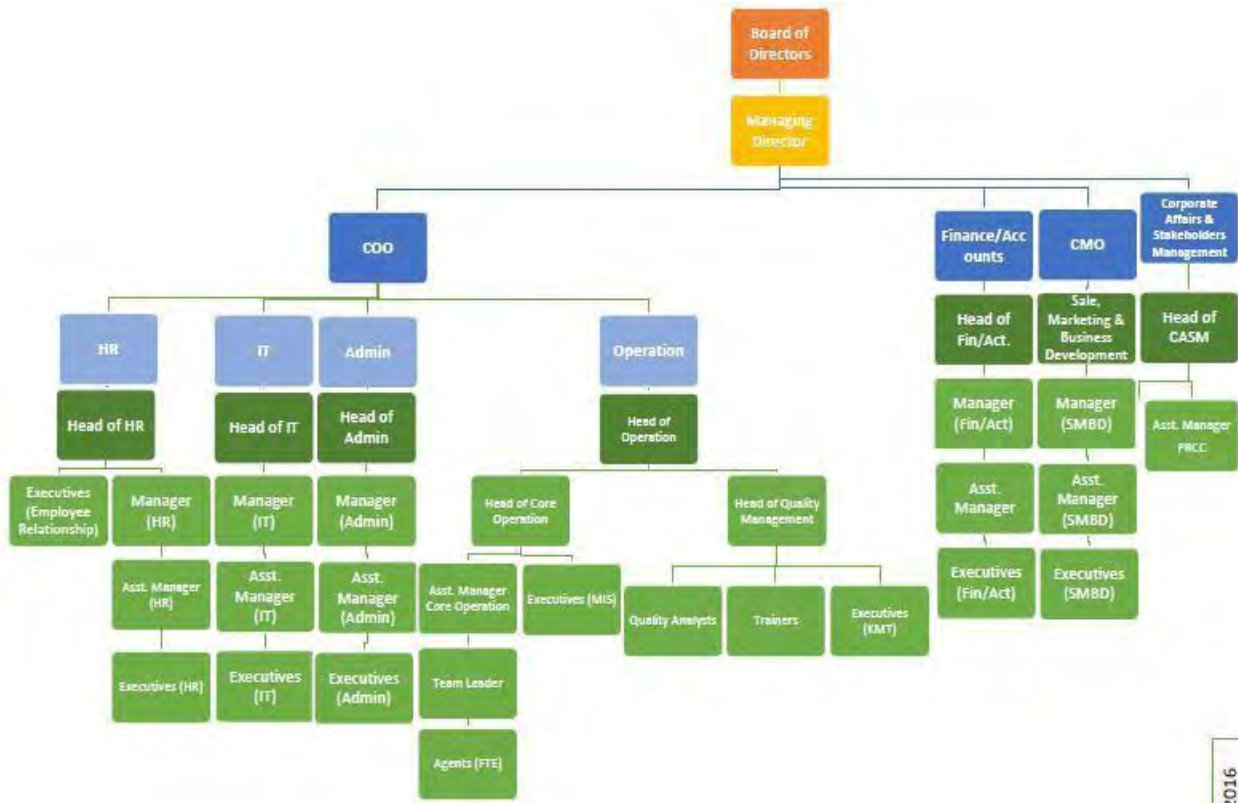 Board of
Directors
Managing
Director
COO
Finance/Acc
ounts
CMO
Corporate
Affairs &
Stakeholders
Management
HR
IT
Admin
Operation
Head of
Fin/Act.
Sale,
Marketing &
Business
Development
Head of
CASM
Head of HR
Head of IT
Head of
Admin
Head of
Operation
Manager
(Fin/Act)
Manager
(SMBD)
Asst. Manager
PRCC
Executives
(Employee
Relationship)
Manager
(HR)
Manager
(IT)
Manager
(Admin)
Head of Core
Operation
Head of Quality
Management
Asst.
Manager
Asst.
Manager
(SMBD)
Asst. Manager
(HR)
Asst.
Manager
(IT)
Asst.
Manager
(Admin)
Asst. Manager
Core Operation
Executives (MIS)
Quality Analysts
Trainers
Executives
(KMT)
Executives
(Fin/Act)
Executives
(SMBD)
Executives (HR)
Executives
(IT)
Executives
(Admin)
Team Leader
Agents (FTE)
2016